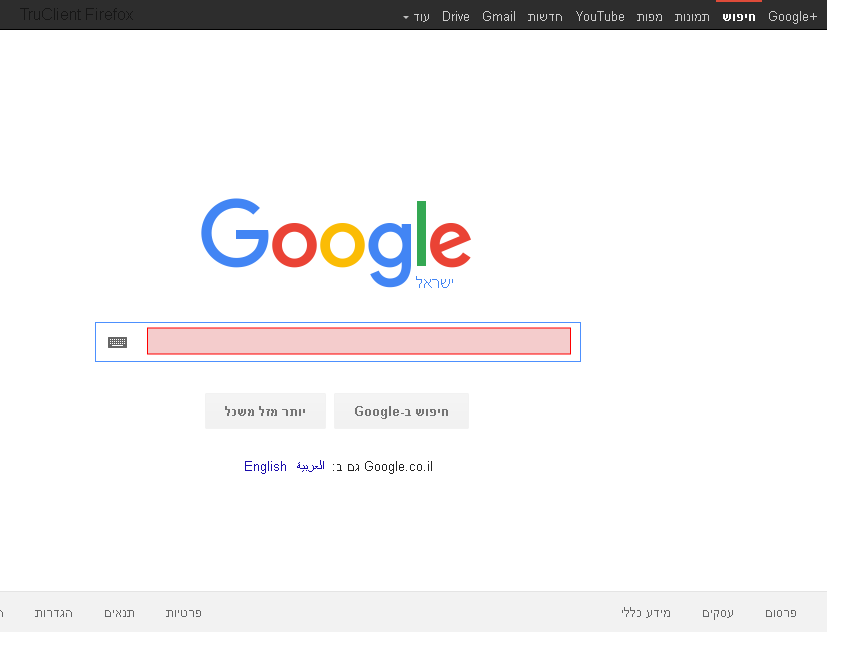 TruClient Firefox
Google+ חיפוש תמונות מפות YouTube חדשות Gmail Drive עוד
Google
ישראל
חיפוש ב-Google יותר מזל משכל
Google.co.il גם ב: العربية English
פרסום עסקים מידע כללי פרטיות תנאים הגדרות